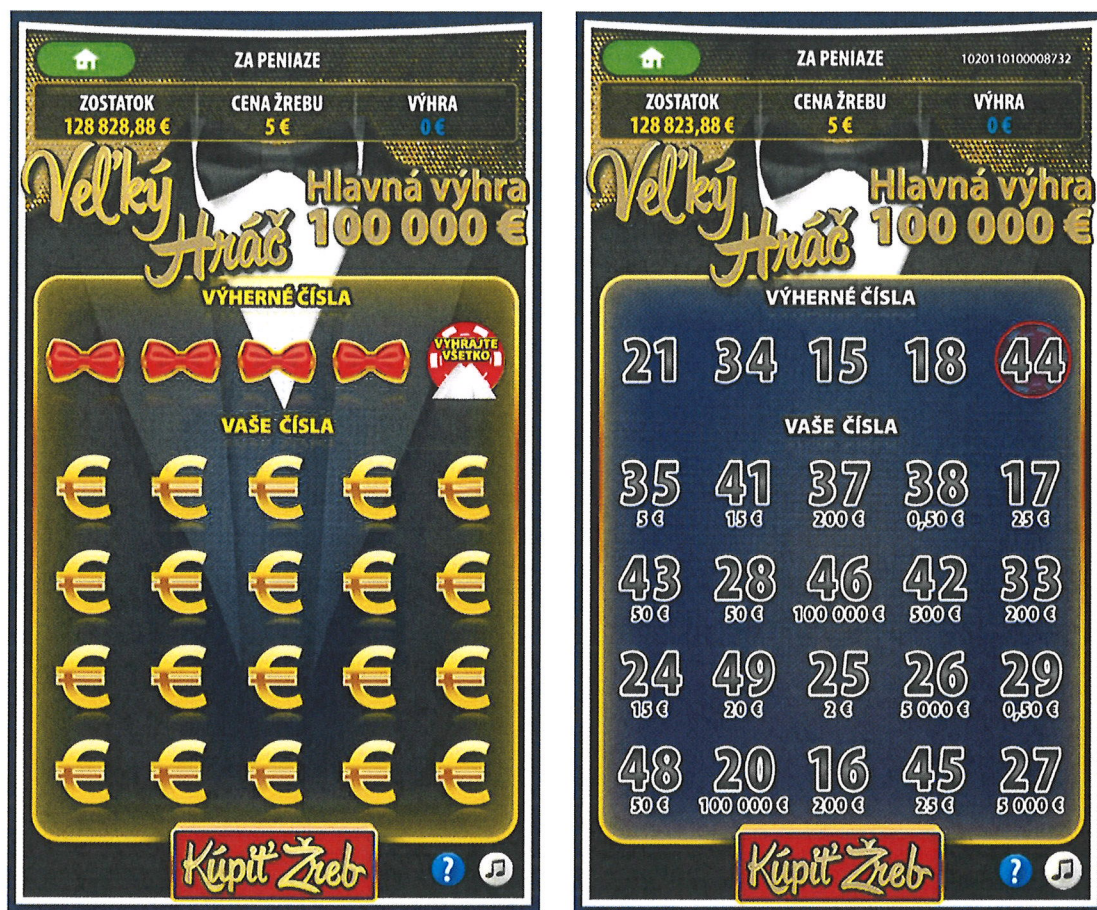 ZA PENIAZE
ZOSTATOK CENA ŽREBU VÝHRA
128 828,88 € 5 € 0 €
Veľký Hráč
Hlavná výhra
100 000 €
VÝHERNÉ ČÍSLA
VYHRAJTE
VŠETKO
VAŠE ČÍSLA
€ € € € €
€ € € € €
€ € € € €
€ € € € €
Kúpiť Žreb
?
ZA PENIAZE 1020110100008732
ZOSTATOK CENA ŽREBU VÝHRA
128 823,88 € 5 € 0 €
Veľký Hráč
Hlavná výhra
100 000 €
VÝHERNÉ ČÍSLA
21 34 15 18 44
VAŠE ČÍSLA
35 41 37 38 17
5 € 15 € 200 € 0,50 € 25 €
43 28 46 42 33
50 € 50 € 100 000 € 500 € 200 €
24 49 25 26 29
15 € 20 € 2 € 5 000 € 0,50 €
48 20 16 45 27
50 € 100 000 € 200 € 25 € 5 000 €
Kúpiť Žreb
?